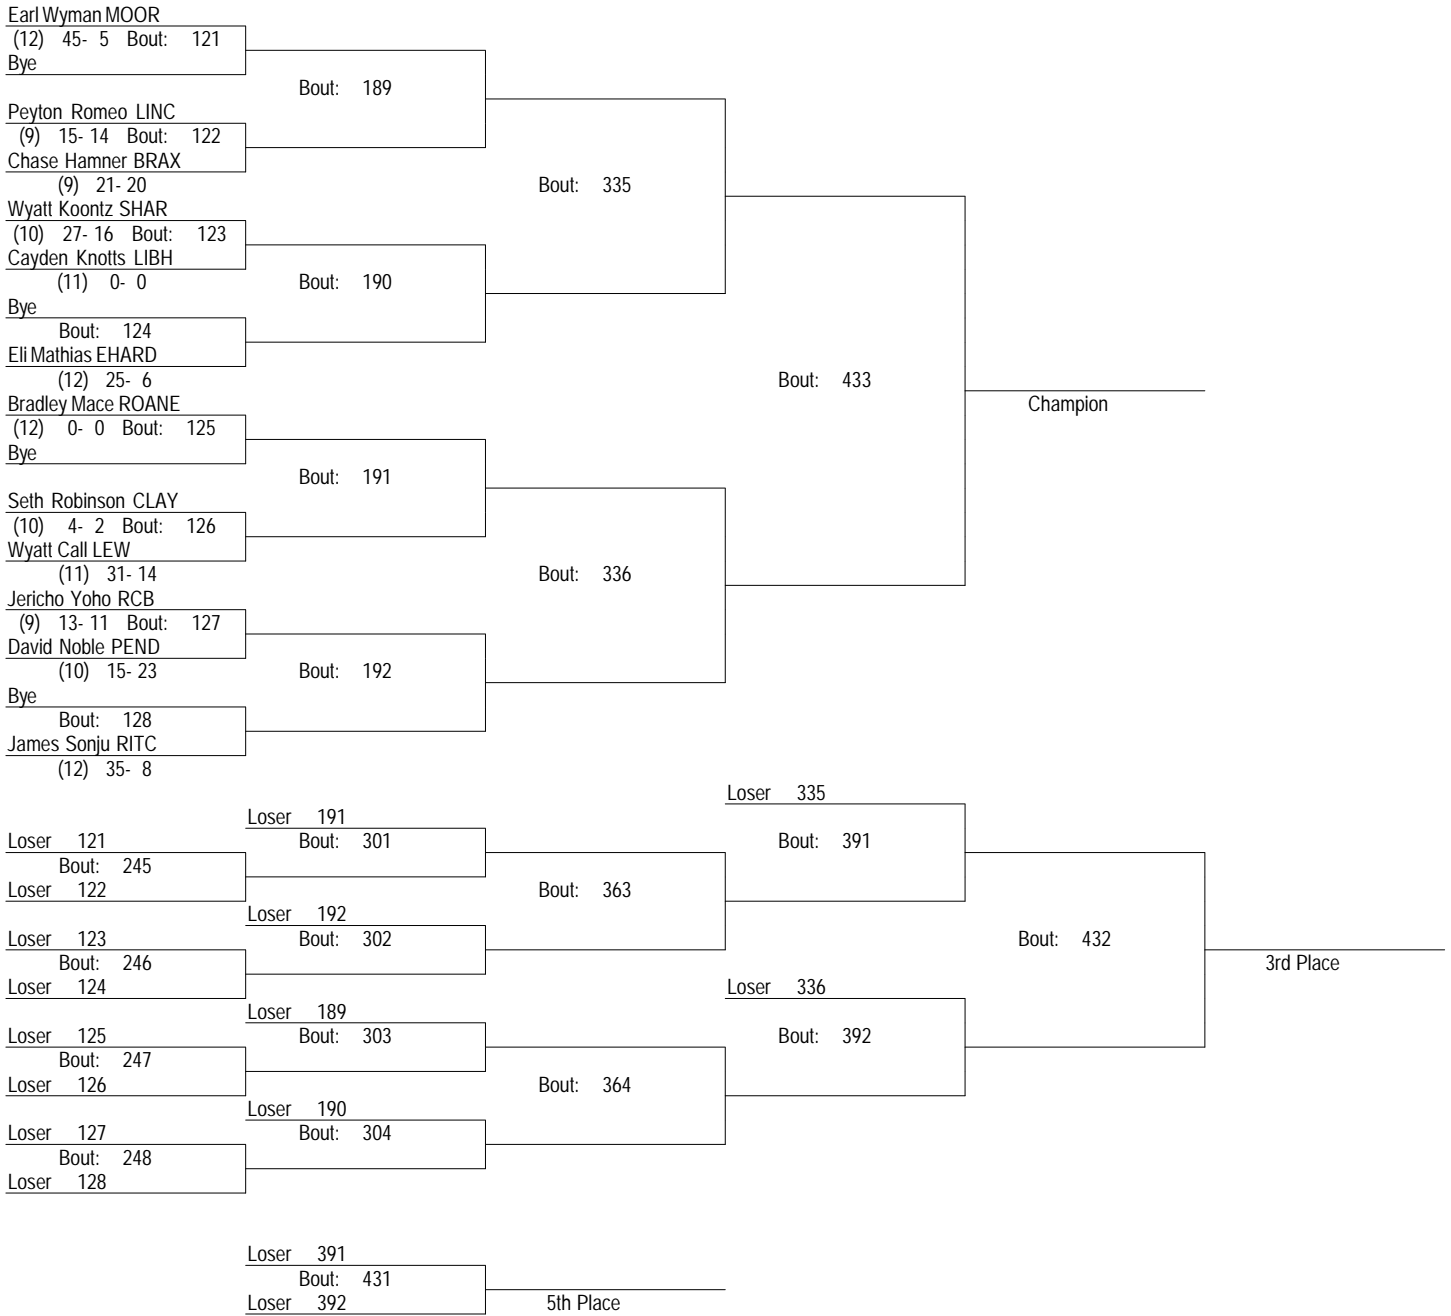 Earl Wyman MOOR
(12) 45- 5 Bout: 121
Bye
Bout: 189
Peyton Romeo LINC
(9) 15- 14 Bout: 122
Chase Hamner BRAX
(9) 21- 20
Bout: 335
Wyatt Koontz SHAR
(10) 27- 16 Bout: 123
Cayden Knotts LIBH
(11) 0- 0
Bout: 190
Bye
Bout: 124
Eli Mathias EHARD
(12) 25- 6
Bout: 433
Champion
Bradley Mace ROANE
(12) 0- 0 Bout: 125
Bye
Bout: 191
Seth Robinson CLAY
(10) 4- 2 Bout: 126
Wyatt Call LEW
(11) 31- 14
Bout: 336
Jericho Yoho RCB
(9) 13- 11 Bout: 127
David Noble PEND
(10) 15- 23
Bout: 192
Bye
Bout: 128
James Sonju RITC
(12) 35- 8
Loser 335
Loser 191
Loser 121
Bout: 301
Bout: 391
Bout: 245
Loser 122
Bout: 363
Loser 192
Loser 123
Bout: 302
Bout: 432
Bout: 246
3rd Place
Loser 124
Loser 336
Loser 189
Loser 125
Bout: 303
Bout: 392
Bout: 247
Loser 126
Bout: 364
Loser 190
Loser 127
Bout: 304
Bout: 248
Loser 128
Loser 391
Bout: 431
Loser 392
5th Place